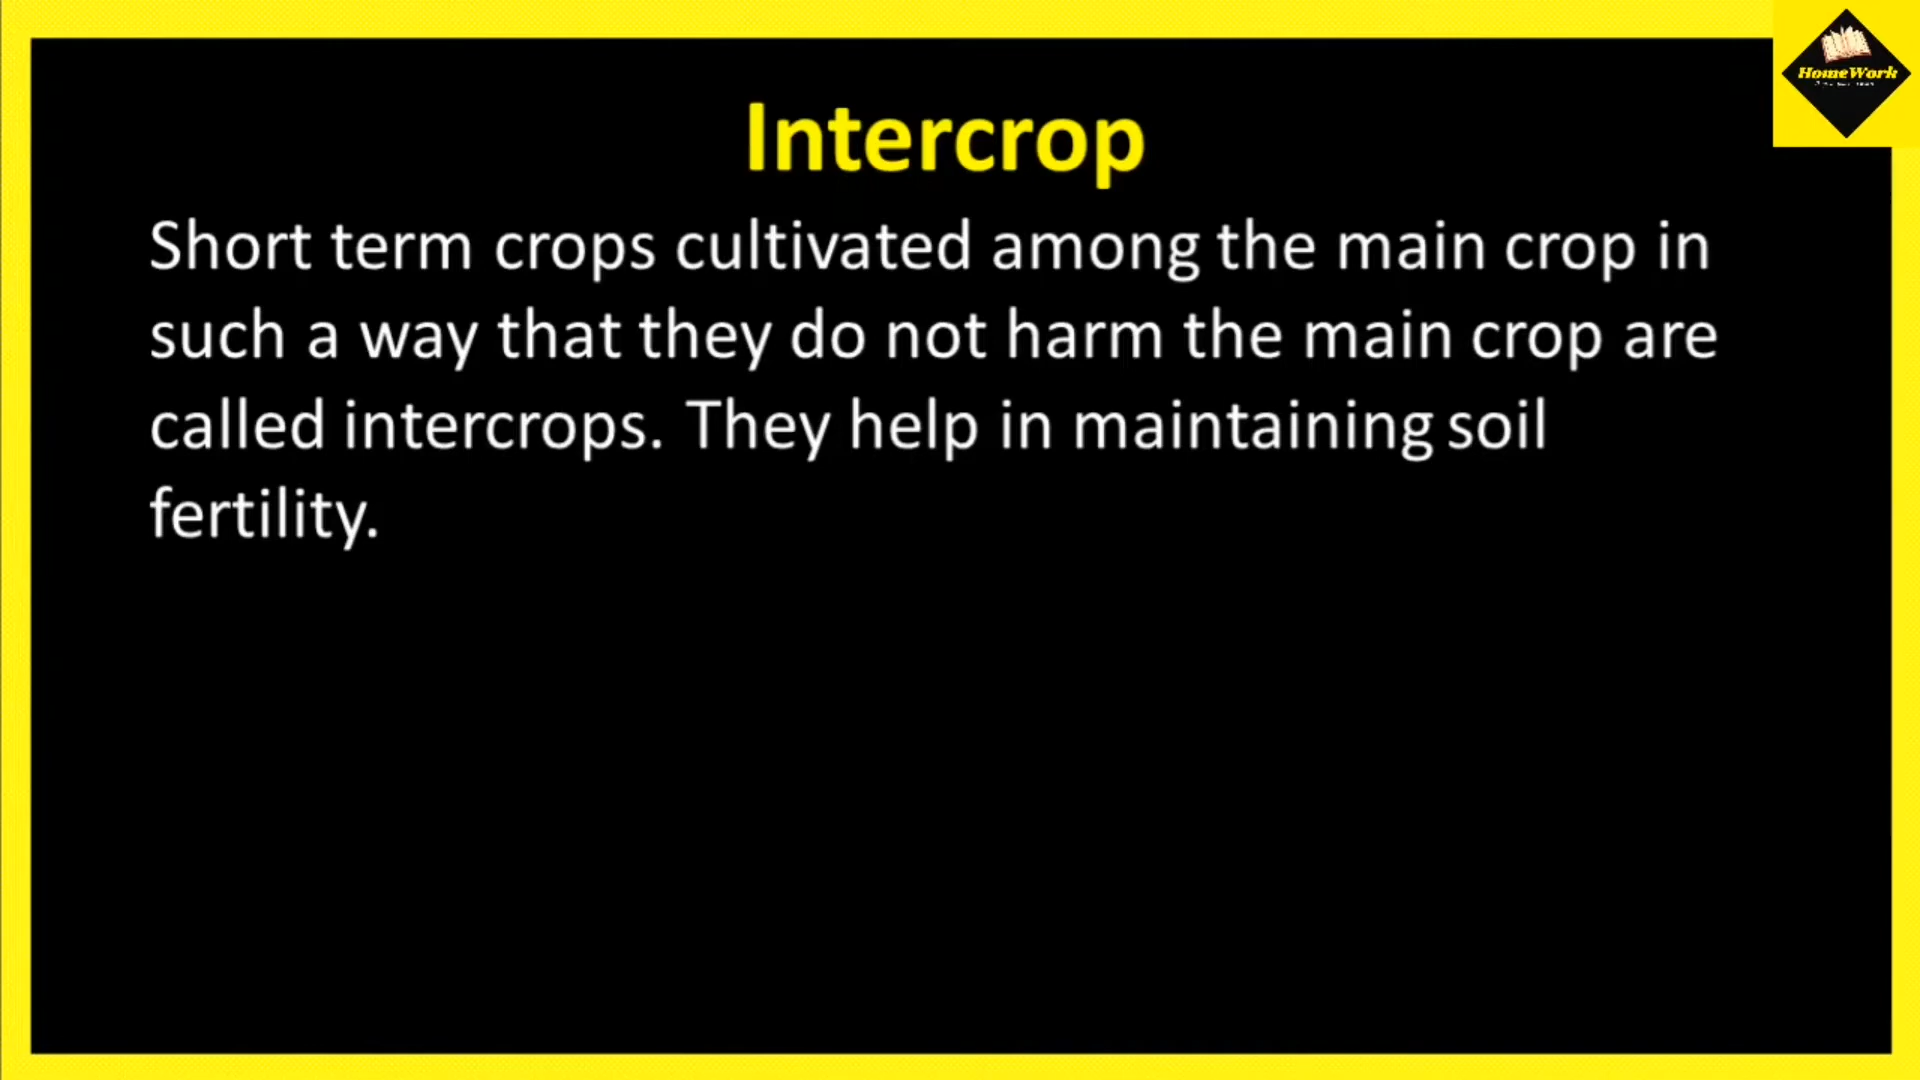 HomeWork
Intercrop
Short term crops cultivated among the main crop in
such a way that they do not harm the main crop are
called intercrops. They help in maintaining soil
fertility.